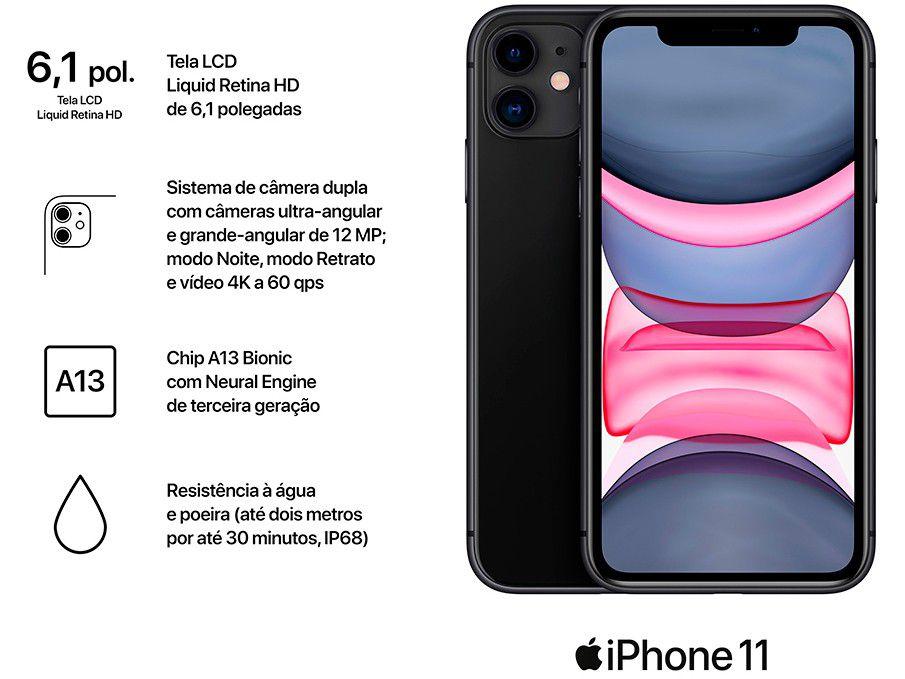 6,1 pol.
Tela LCD
Liquid Retina HD
Tela LCD
Liquid Retina HD
de 6,1 polegadas
Sistema de câmera dupla
com câmeras ultra-angular
e grande-angular de 12 MP;
modo Noite, modo Retrato
e vídeo 4K a 60 qps
A13
Chip A13 Bionic
com Neural Engine
de terceira geração
Resistência à água
e poeira (até dois metros
por até 30 minutos, IP68)
iPhone 11